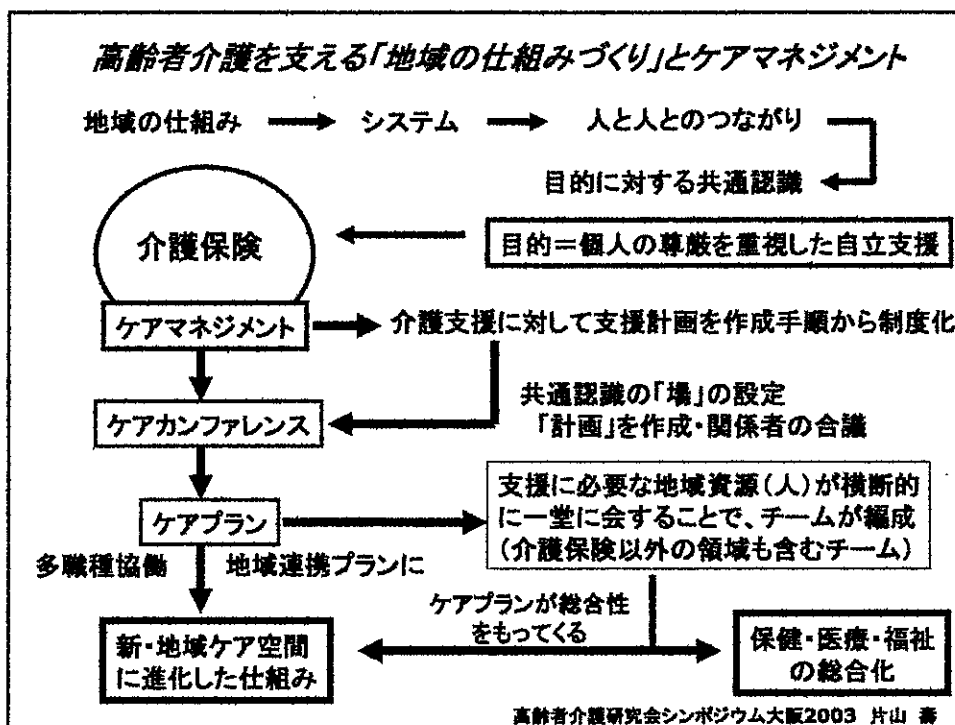 高齢者介護を支える「地域の仕組みづくり」とケアマネジメント
地域の仕組み
システム
人と人とのつながり
目的に対する共通認識
介護保険
目的＝個人の尊厳を重視した自立支援
ケアマネジメント
介護支援に対して支援計画を作成手順から制度化
共通認識の「場」の設定
「計画」を作成・関係者の合議
ケアカンファレンス
支援に必要な地域資源（人）が横断的
に一堂に会することで、チームが編成
（介護保険以外の領域も含むチーム）
ケアプラン
多職種協働
地域連携プランに
ケアプランが総合性
をもってくる
新・地域ケア空間
に進化した仕組み
保健・医療・福祉
の総合化
高齢者介護研究会シンポジウム大阪2003 片山 壽